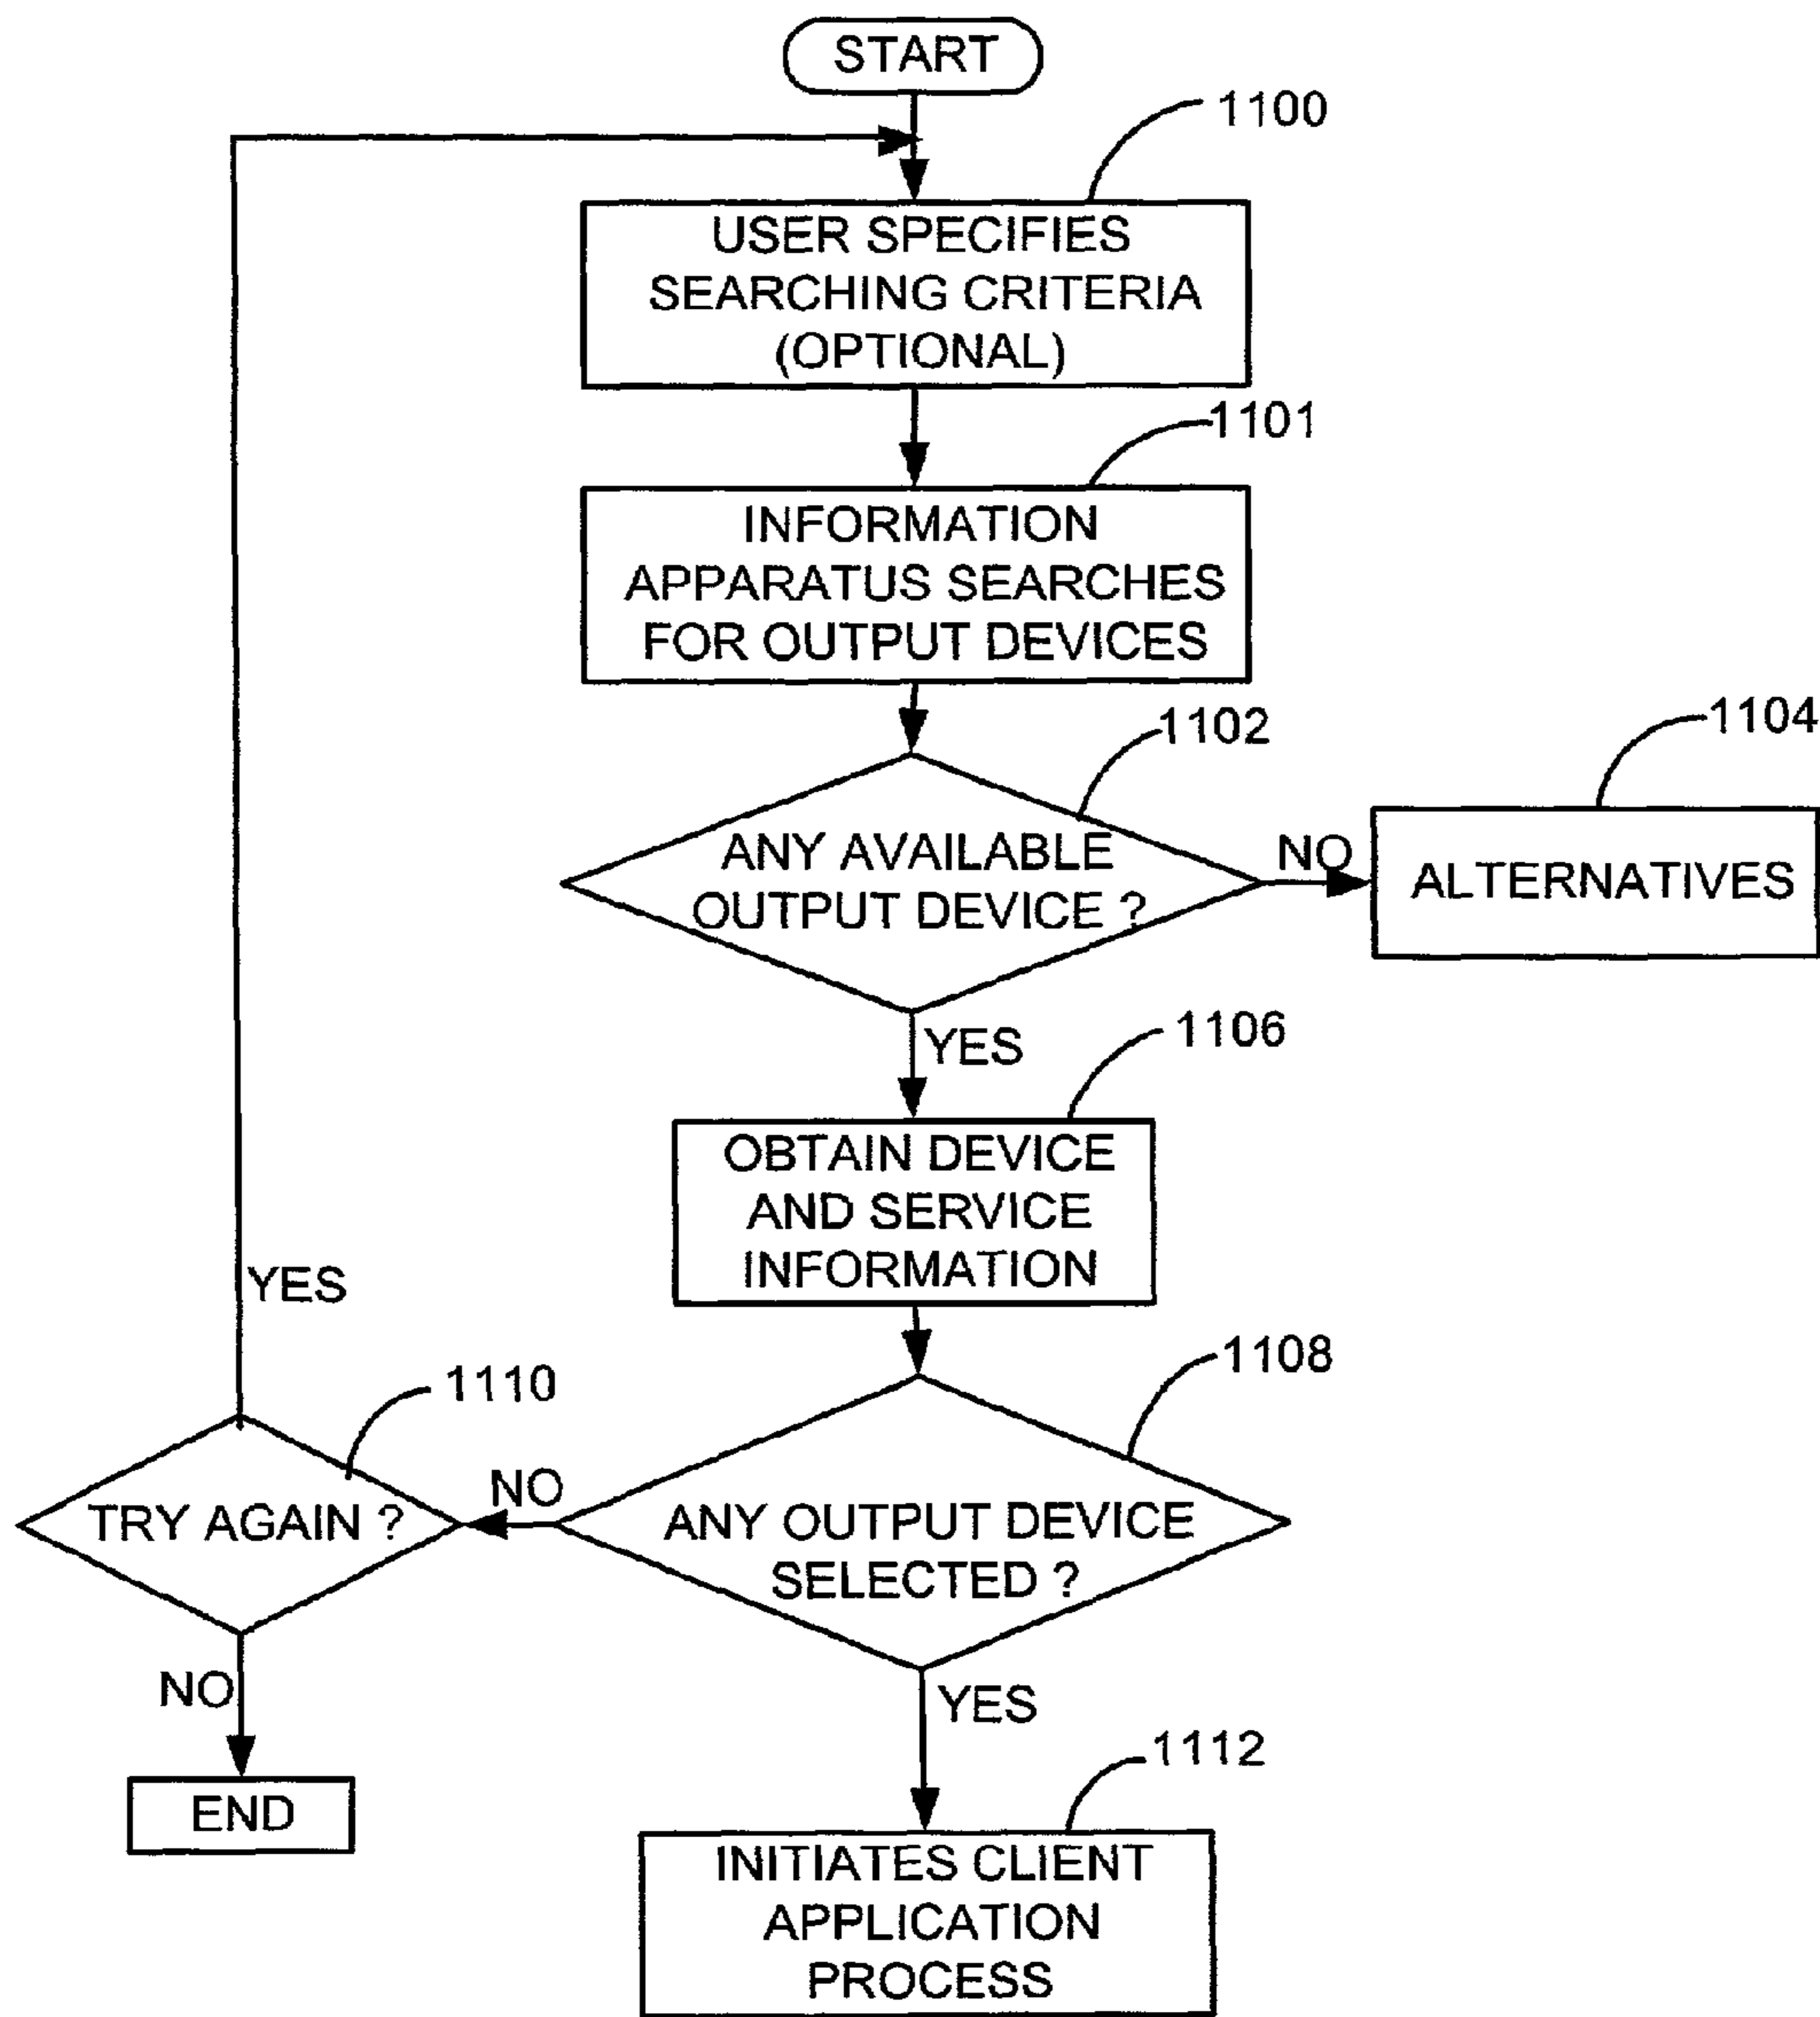 START
1100
USER SPECIFIES
SEARCHING CRITERIA
(OPTIONAL)
1101
INFORMATION
APPARATUS SEARCHES
FOR OUTPUT DEVICES
1102
1104
ANY AVAILABLE
OUTPUT DEVICE ?
NO
ALTERNATIVES
YES
1106
OBTAIN DEVICE
AND SERVICE
INFORMATION
YES
1108
1110
TRY AGAIN ?
NO
ANY OUTPUT DEVICE
SELECTED ?
NO
YES
END
1112
INITIATES CLIENT
APPLICATION
PROCESS